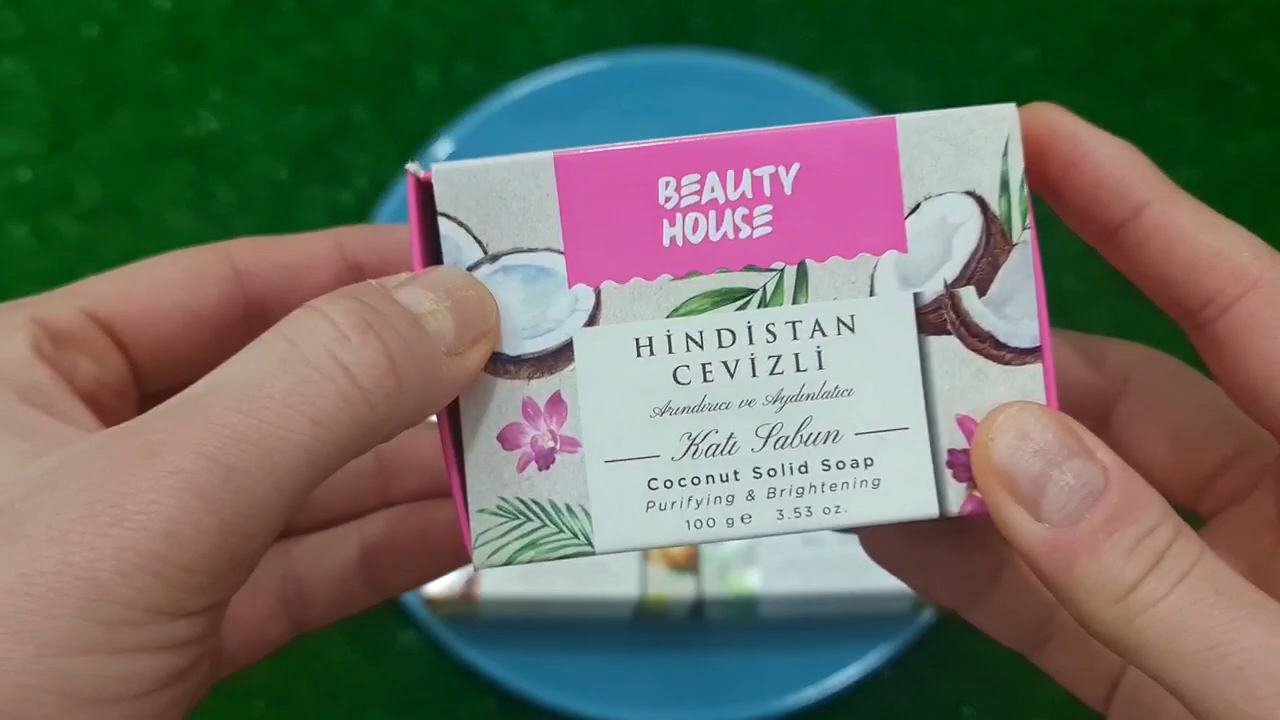 BEAUTY
HOUSE
HİNDİSTAN
CEVİZLİ
Arındırıcı ve Aydınlatıcı
Katı Sabun
Coconut Solid Soap
Purifying & Brightening
100 g e 3.53 oz.